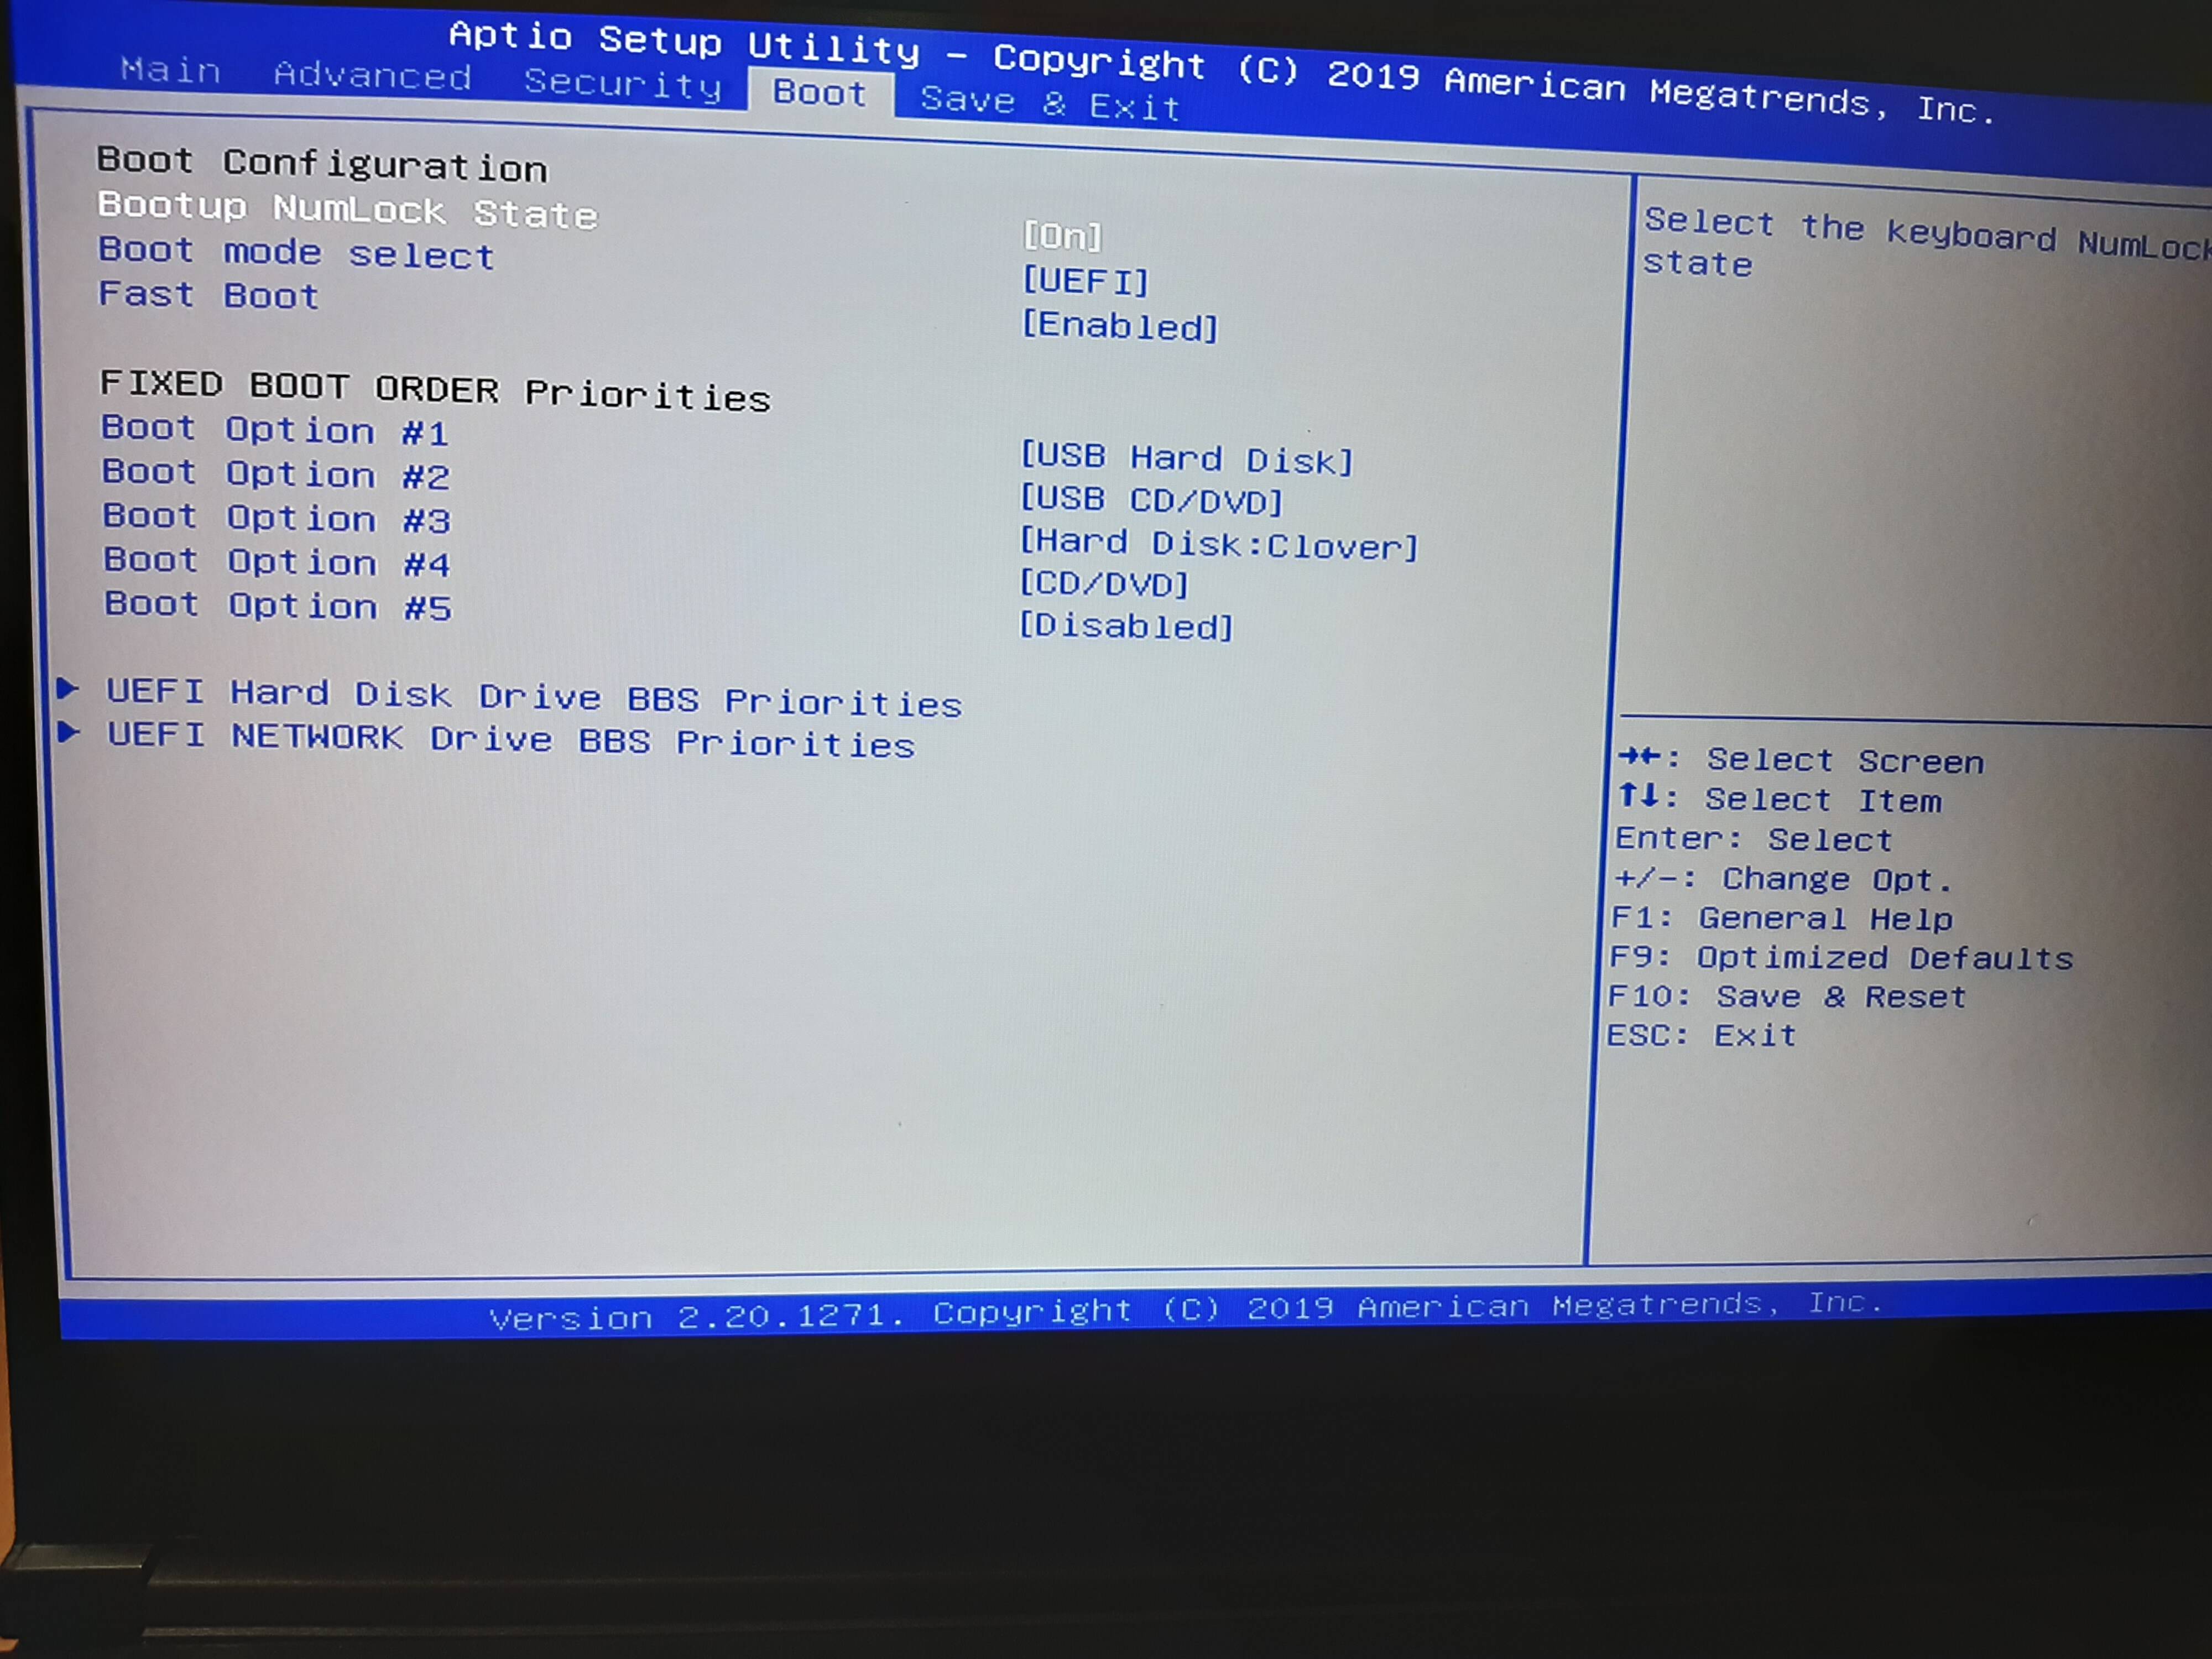 Aptio Setup Utility - Copyright (C) 2019 American Megatrends, Inc.
Main Advanced Security Boot Save & Exit
Boot Configuration
Bootup NumLock State [On]
Boot mode select [UEFI]
Fast Boot [Enabled]
FIXED BOOT ORDER Priorities
Boot Option #1 [USB Hard Disk]
Boot Option #2 [USB CD/DVD]
Boot Option #3 [Hard Disk:Clover]
Boot Option #4 [CD/DVD]
Boot Option #5 [Disabled]
► UEFI Hard Disk Drive BBS Priorities
► UEFI NETWORK Drive BBS Priorities
Select the keyboard NumLock
state
→←: Select Screen
↑↓: Select Item
Enter: Select
+/-: Change Opt.
F1: General Help
F9: Optimized Defaults
F10: Save & Reset
ESC: Exit
Version 2.20.1271. Copyright (C) 2019 American Megatrends, Inc.